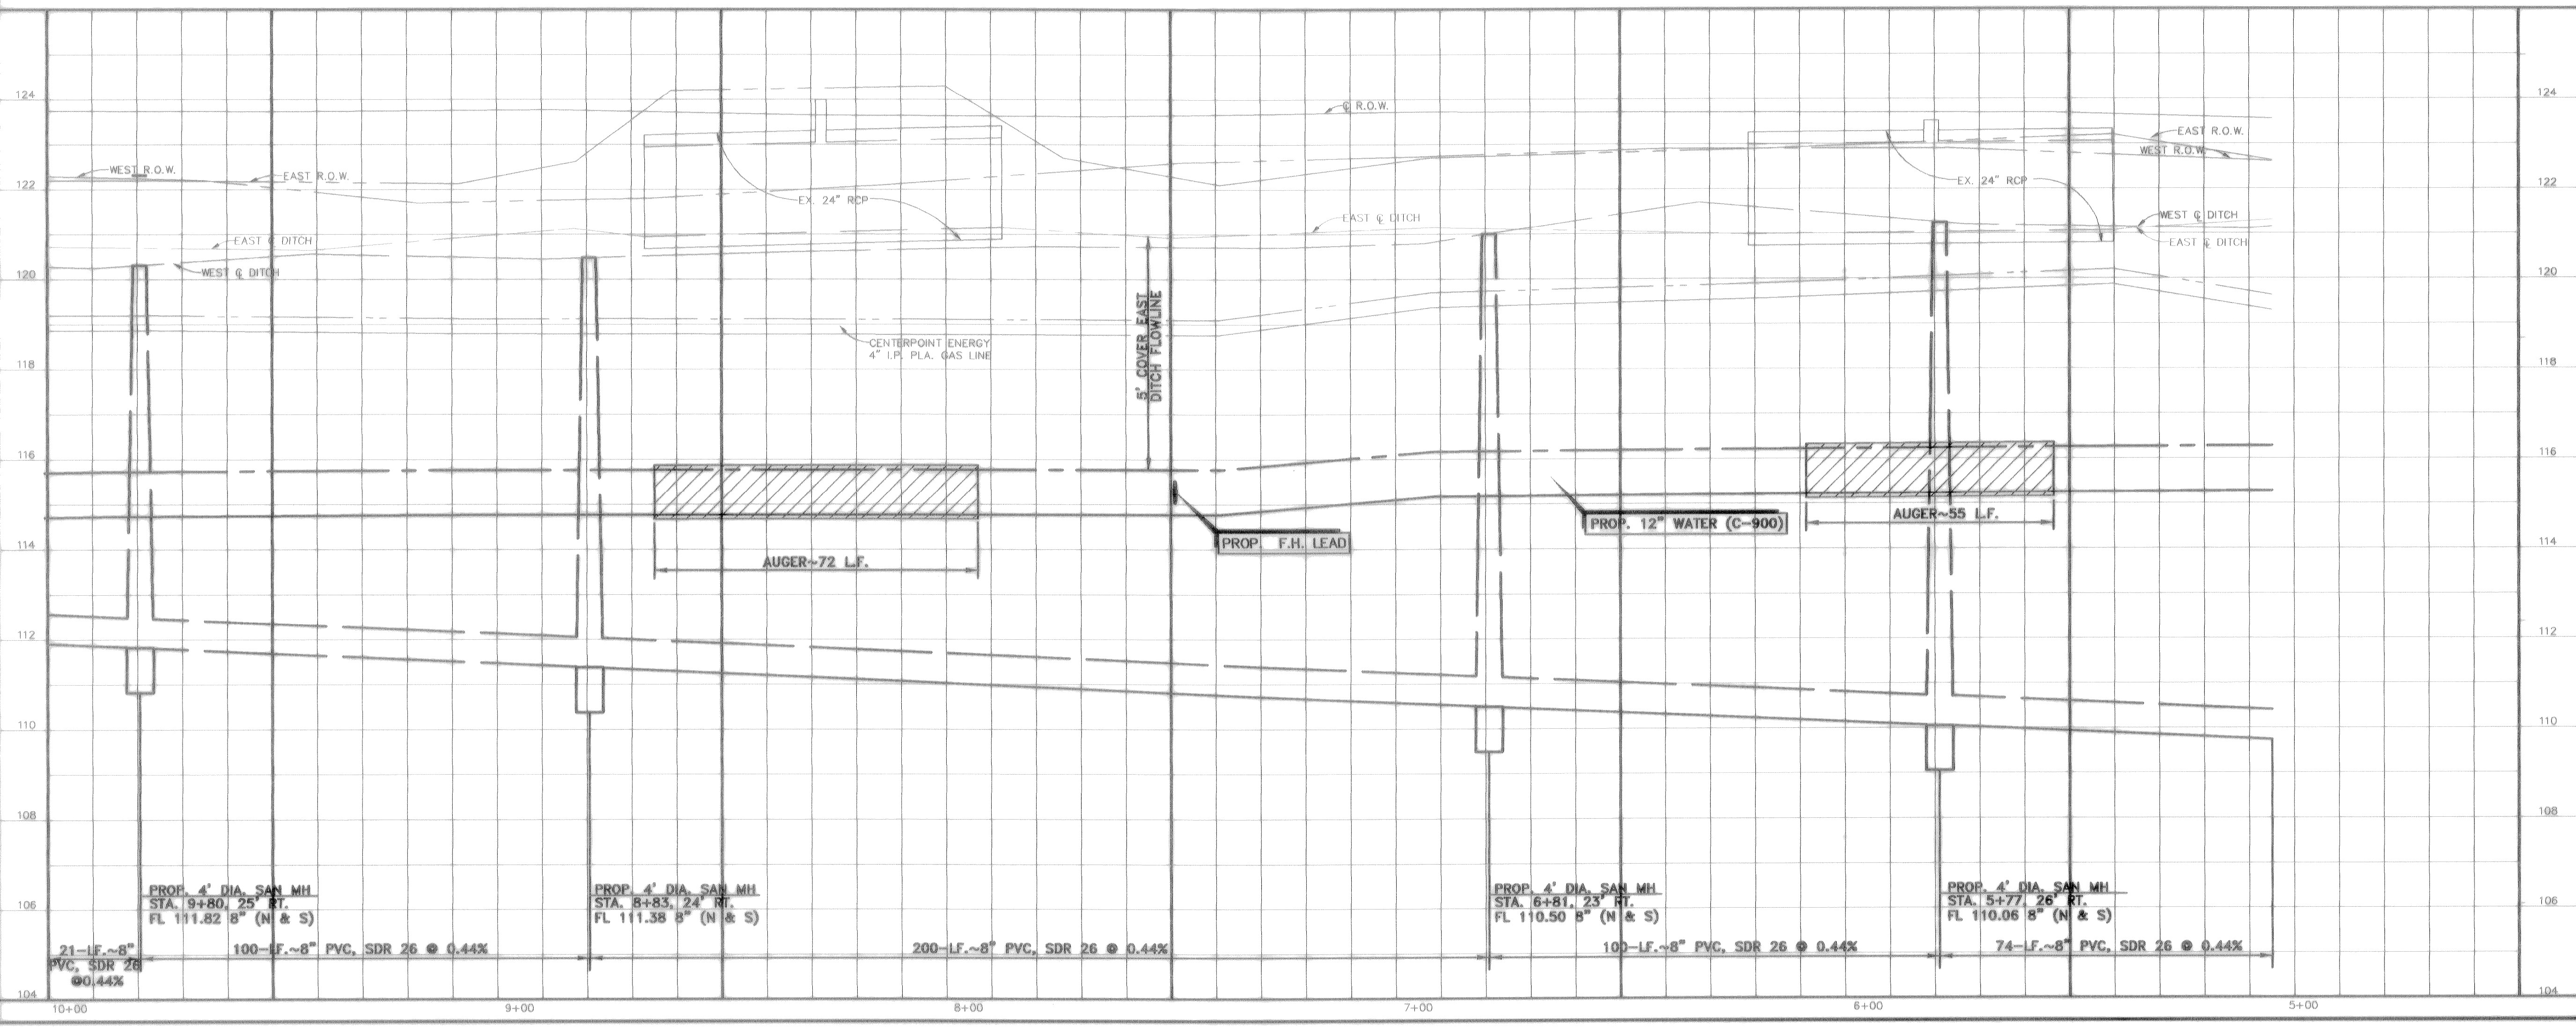 124
124
℄ R.O.W.
EAST R.O.W.
WEST R.O.W.
WEST R.O.W.
EAST R.O.W.
122
122
EX. 24" RCP
EX. 24" RCP
EAST ℄ DITCH
WEST ℄ DITCH
EAST ℄ DITCH
EAST ℄ DITCH
WEST ℄ DITCH
120
120
5' COVER EAST
DITCH FLOWLINE
CENTERPOINT ENERGY
4" I.P. PLA. GAS LINE
118
118
116
116
AUGER~55 L.F.
PROP. 12" WATER (C-900)
PROP. F.H. LEAD
114
114
AUGER~72 L.F.
112
112
110
110
108
108
106
106
PROP. 4' DIA. SAN MH
STA. 9+80, 25' RT.
FL 111.82 8" (N & S)
PROP. 4' DIA. SAN MH
STA. 8+83, 24' RT.
FL 111.38 8" (N & S)
PROP. 4' DIA. SAN MH
STA. 6+81, 23' RT.
FL 110.50 8" (N & S)
PROP. 4' DIA. SAN MH
STA. 5+77, 26' RT.
FL 110.06 8" (N & S)
21-LF.~8"
PVC, SDR 26
@0.44%
100-LF.~8" PVC, SDR 26 @ 0.44%
200-LF.~8" PVC, SDR 26 @ 0.44%
100-LF.~8" PVC, SDR 26 @ 0.44%
74-LF.~8" PVC, SDR 26 @ 0.44%
104
104
10+00
9+00
8+00
7+00
6+00
5+00